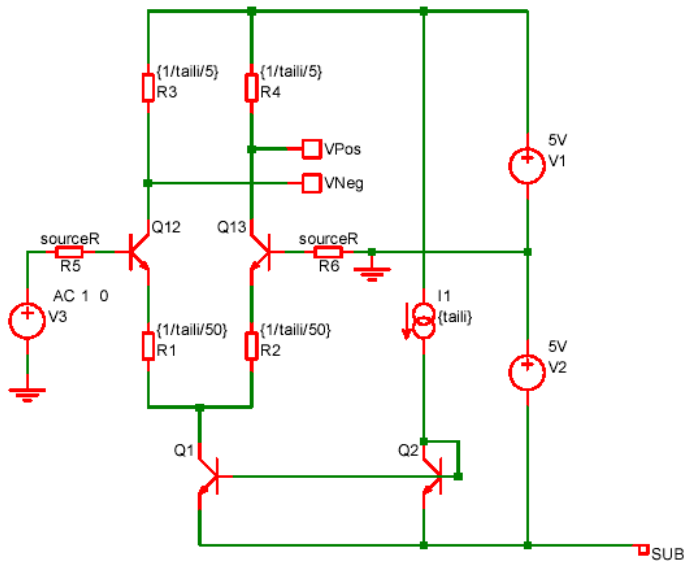 {1/taili/5} {1/taili/5}
R3 R4
5V
VPos
V1
VNeg
Q12 Q13
sourceR sourceR
R5 R6
AC 1 0
V3
I1
{taili}
{1/taili/50} {1/taili/50}
R1 R2
5V
V2
Q1 Q2
SUB